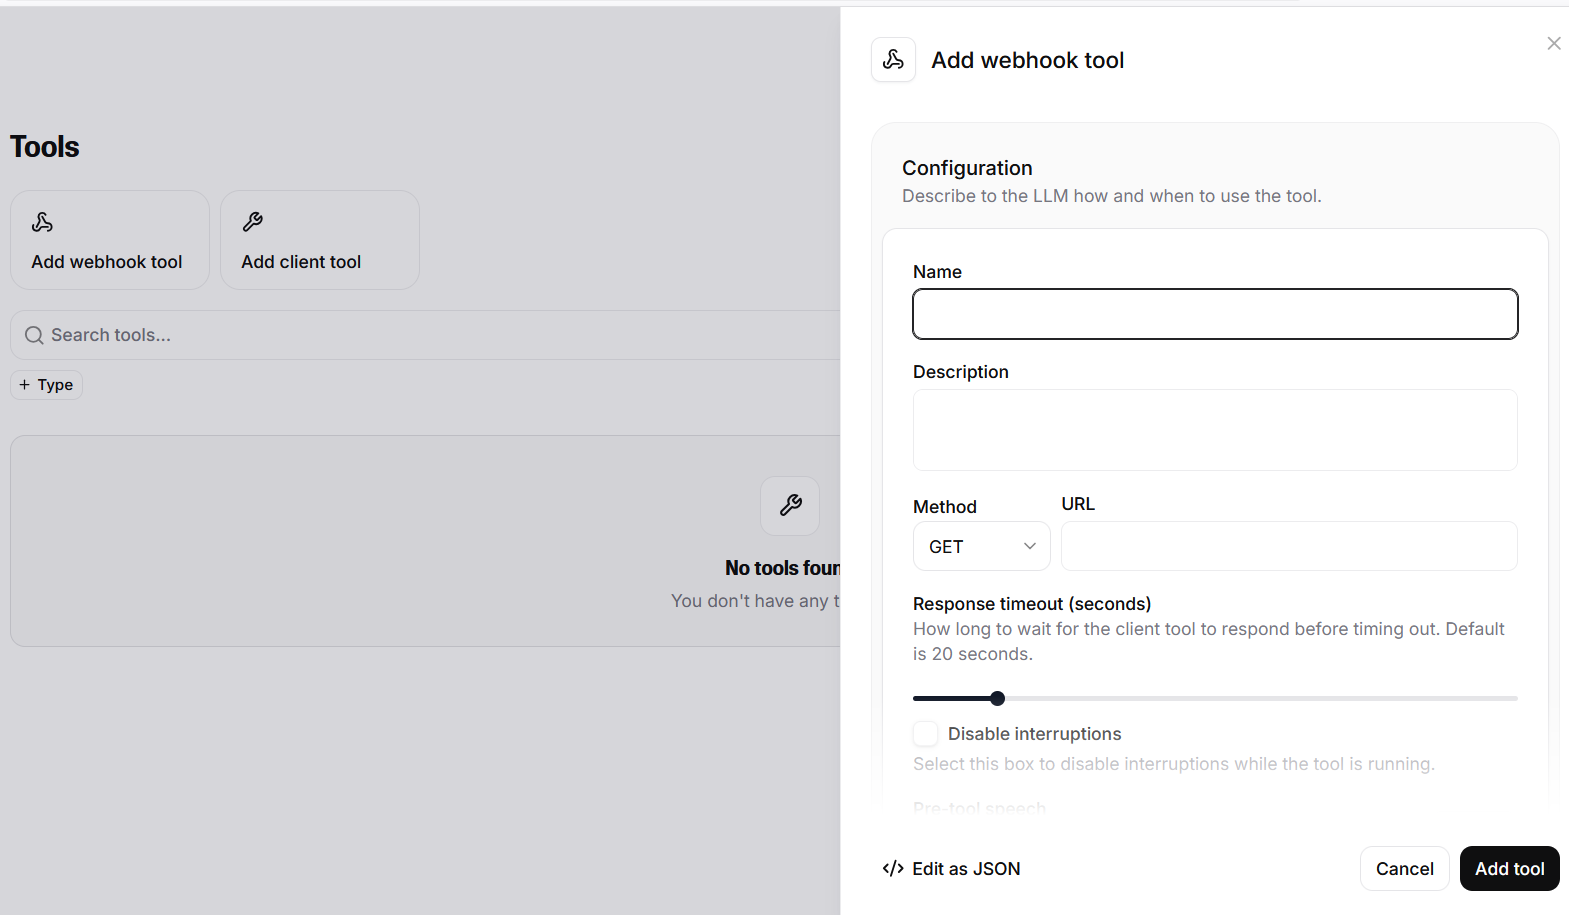 Tools
Add webhook tool
Add client tool
Search tools...
+ Type
No tools foun
You don't have any t
Add webhook tool
Configuration
Describe to the LLM how and when to use the tool.
Name
Description
Method
URL
GET
Response timeout (seconds)
How long to wait for the client tool to respond before timing out. Default
is 20 seconds.
Disable interruptions
Select this box to disable interruptions while the tool is running.
Pre-tool speech
</> Edit as JSON
Cancel
Add tool